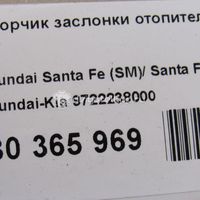 орчик заслонки отопител
undai Santa Fe (SM)/ Santa F
undai-Kia 9722238000
30 365 969